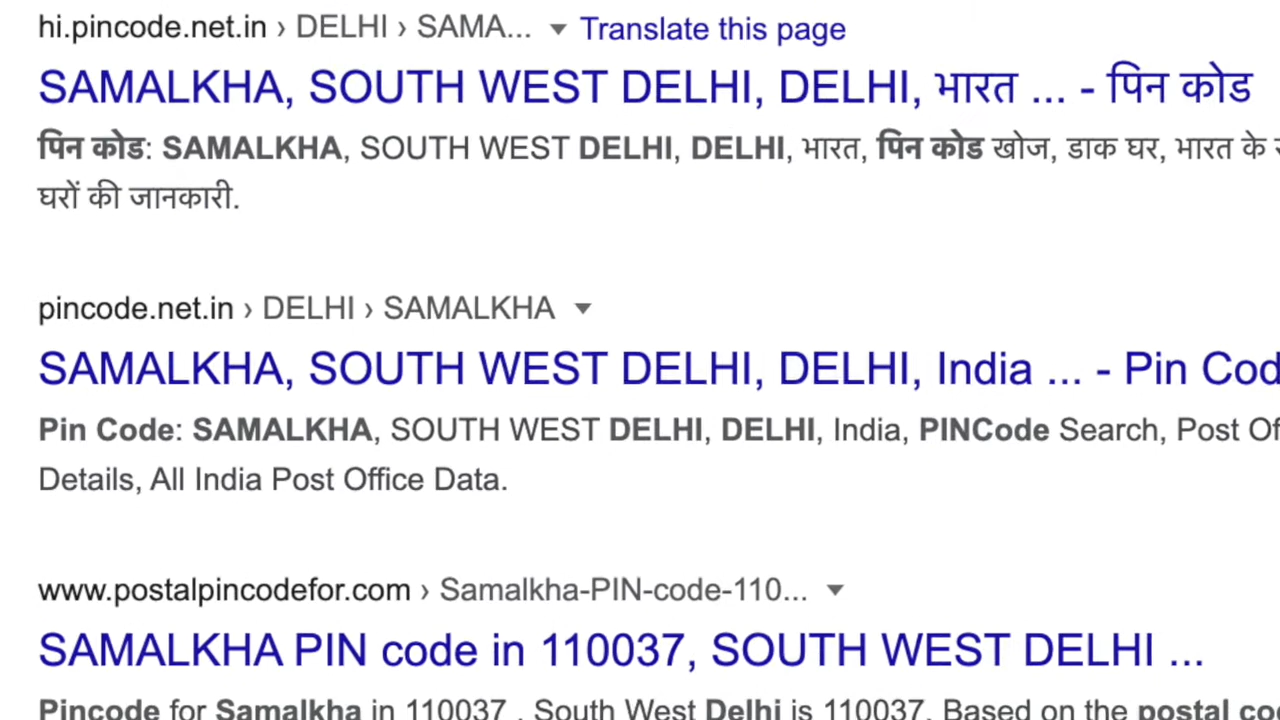 hi.pincode.net.in › DELHI › SAMA... ▼ Translate this page
SAMALKHA, SOUTH WEST DELHI, DELHI, भारत ... - पिन कोड
पिन कोड: SAMALKHA, SOUTH WEST DELHI, DELHI, भारत, पिन कोड खोज, डाक घर, भारत के
घरों की जानकारी.
pincode.net.in › DELHI › SAMALKHA ▼
SAMALKHA, SOUTH WEST DELHI, DELHI, India ... - Pin Cod
Pin Code: SAMALKHA, SOUTH WEST DELHI, DELHI, India, PINCode Search, Post Of
Details, All India Post Office Data.
www.postalpincodefor.com › Samalkha-PIN-code-110... ▼
SAMALKHA PIN code in 110037, SOUTH WEST DELHI ...
Pincode for Samalkha in 110037 , South West Delhi is 110037. Based on the postal co